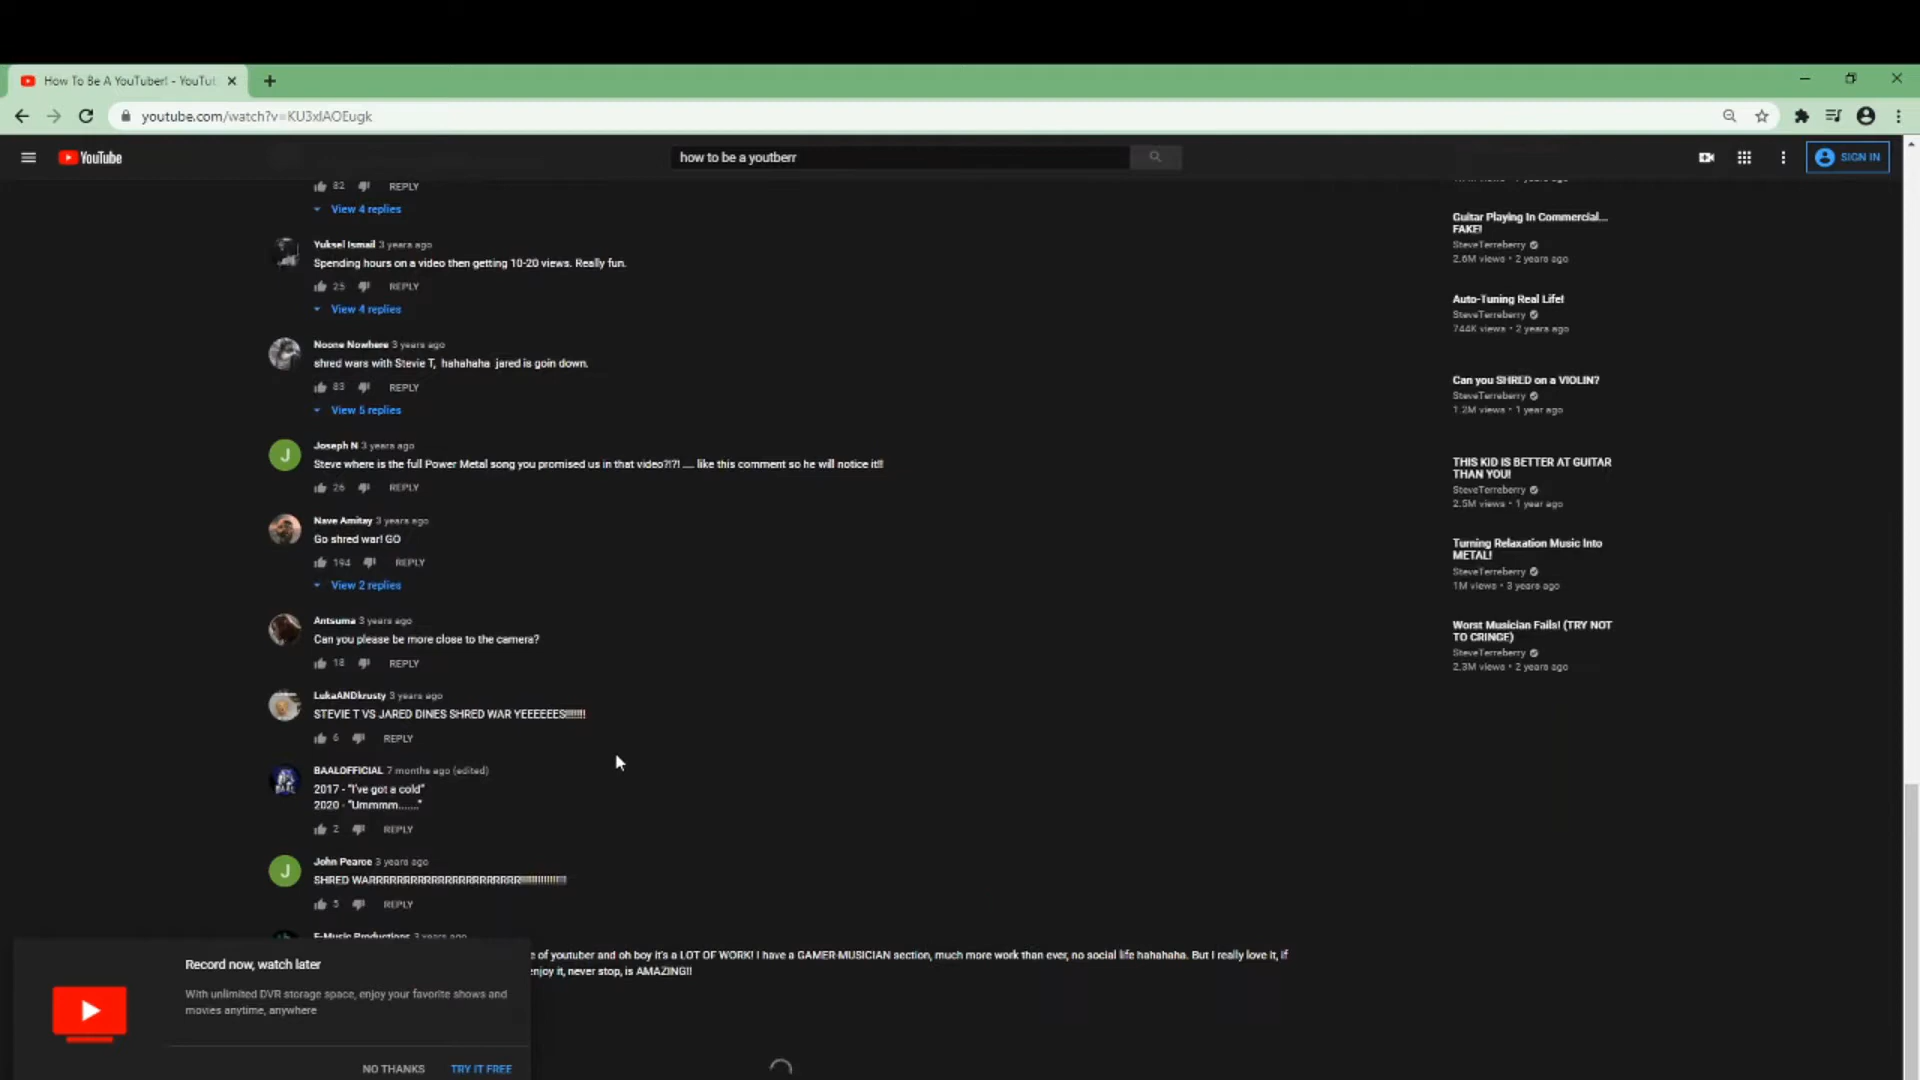 How To Be A YouTuber! - YouTut
youtube.com/watch?v=KU3xlAOEugk
YouTube
how to be a youtberr
SIGN IN
82 REPLY
View 4 replies
Yuksel Ismail 3 years ago
Spending hours on a video then getting 10-20 views. Really fun.
25 REPLY
View 4 replies
Noone Nowhere 3 years ago
shred wars with Stevie T, hahahaha jared is goin down.
83 REPLY
View 5 replies
Joseph N 3 years ago
Steve where is the full Power Metal song you promised us in that video?!?! .... like this comment so he will notice it!!
26 REPLY
Nave Amitay 3 years ago
Go shred war! GO
194 REPLY
View 2 replies
Antsuma 3 years ago
Can you please be more close to the camera?
18 REPLY
LukaANDkrusty 3 years ago
STEVIE T VS JARED DINES SHRED WAR YEEEEEES!!!!!!!
6 REPLY
BAALOFFICIAL 7 months ago (edited)
2017 - "I've got a cold"
2020 - "Ummmm......"
2 REPLY
John Pearce 3 years ago
SHRED WARRRRRRRRRRRRRRRRRRRRRR!!!!!!!!!!!!!!!
5 REPLY
E-Music Productions 3 years ago
e of youtuber and oh boy it's a LOT OF WORK! I have a GAMER-MUSICIAN section, much more work than ever, no social life hahahaha. But I really love it, if
enjoy it, never stop, is AMAZING!!
Record now, watch later
With unlimited DVR storage space, enjoy your favorite shows and
movies anytime, anywhere
NO THANKS TRY IT FREE
Guitar Playing In Commercial...
FAKE!
SteveTerreberry
2.6M views • 2 years ago
Auto-Tuning Real Life!
SteveTerreberry
744K views • 2 years ago
Can you SHRED on a VIOLIN?
SteveTerreberry
1.2M views • 1 year ago
THIS KID IS BETTER AT GUITAR
THAN YOU!
SteveTerreberry
2.5M views • 1 year ago
Turning Relaxation Music Into
METAL!
SteveTerreberry
1M views • 3 years ago
Worst Musician Fails! (TRY NOT
TO CRINGE)
SteveTerreberry
2.3M views • 2 years ago